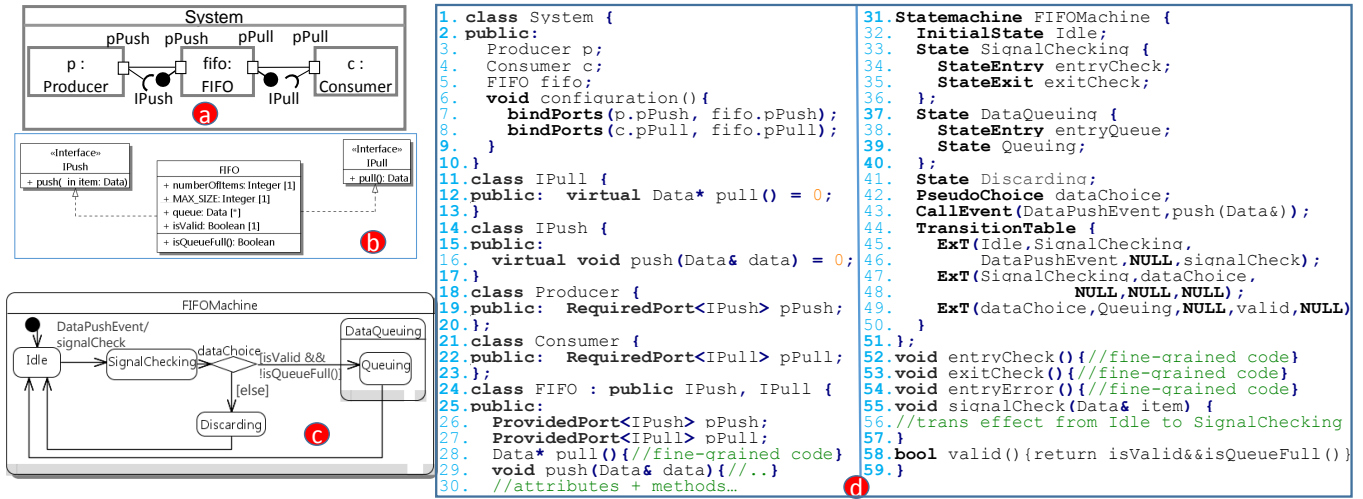 System
pPush pPush pPull pPull
p :
Producer
fifo:
FIFO
c :
Consumer
IPush
IPull
a
«Interface»
IPush
+ push( in item: Data)
FIFO
+ numberOfItems: Integer [1]
+ MAX_SIZE: Integer [1]
+ queue: Data [*]
+ isValid: Boolean [1]
+ isQueueFull(): Boolean
«Interface»
IPull
+ pull(): Data
b
FIFOMachine
DataPushEvent/
signalCheck
Idle
SignalChecking
dataChoice
[isValid &&
!isQueueFull()]
DataQueuing
Queuing
[else]
Discarding
c
1. class System {
2. public:
3. Producer p;
4. Consumer c;
5. FIFO fifo;
6. void configuration(){
7. bindPorts(p.pPush, fifo.pPush);
8. bindPorts(c.pPull, fifo.pPull);
9. }
10.}
11.class IPull {
12.public: virtual Data* pull() = 0;
13.}
14.class IPush {
15.public:
16. virtual void push(Data& data) = 0;
17.}
18.class Producer {
19.public: RequiredPort<IPush> pPush;
20.};
21.class Consumer {
22.public: RequiredPort<IPull> pPull;
23.};
24.class FIFO : public IPush, IPull {
25.public:
26. ProvidedPort<IPush> pPush;
27. ProvidedPort<IPull> pPull;
28. Data* pull(){//fine-grained code}
29. void push(Data& data){//..}
30. //attributes + methods…
31.Statemachine FIFOMachine {
32. InitialState Idle;
33. State SignalChecking {
34. StateEntry entryCheck;
35. StateExit exitCheck;
36. };
37. State DataQueuing {
38. StateEntry entryQueue;
39. State Queuing;
40. };
41. State Discarding;
42. PseudoChoice dataChoice;
43. CallEvent(DataPushEvent,push(Data&));
44. TransitionTable {
45. ExT(Idle,SignalChecking,
46. DataPushEvent,NULL,signalCheck);
47. ExT(SignalChecking,dataChoice,
48. NULL,NULL,NULL);
49. ExT(dataChoice,Queuing,NULL,valid,NULL)
50. }
51.};
52.void entryCheck(){//fine-grained code}
53.void exitCheck(){//fine-grained code}
54.void entryError(){//fine-grained code}
55.void signalCheck(Data& item) {
56.//trans effect from Idle to SignalChecking
57.}
58.bool valid(){return isValid&&isQueueFull()}
59.}
d